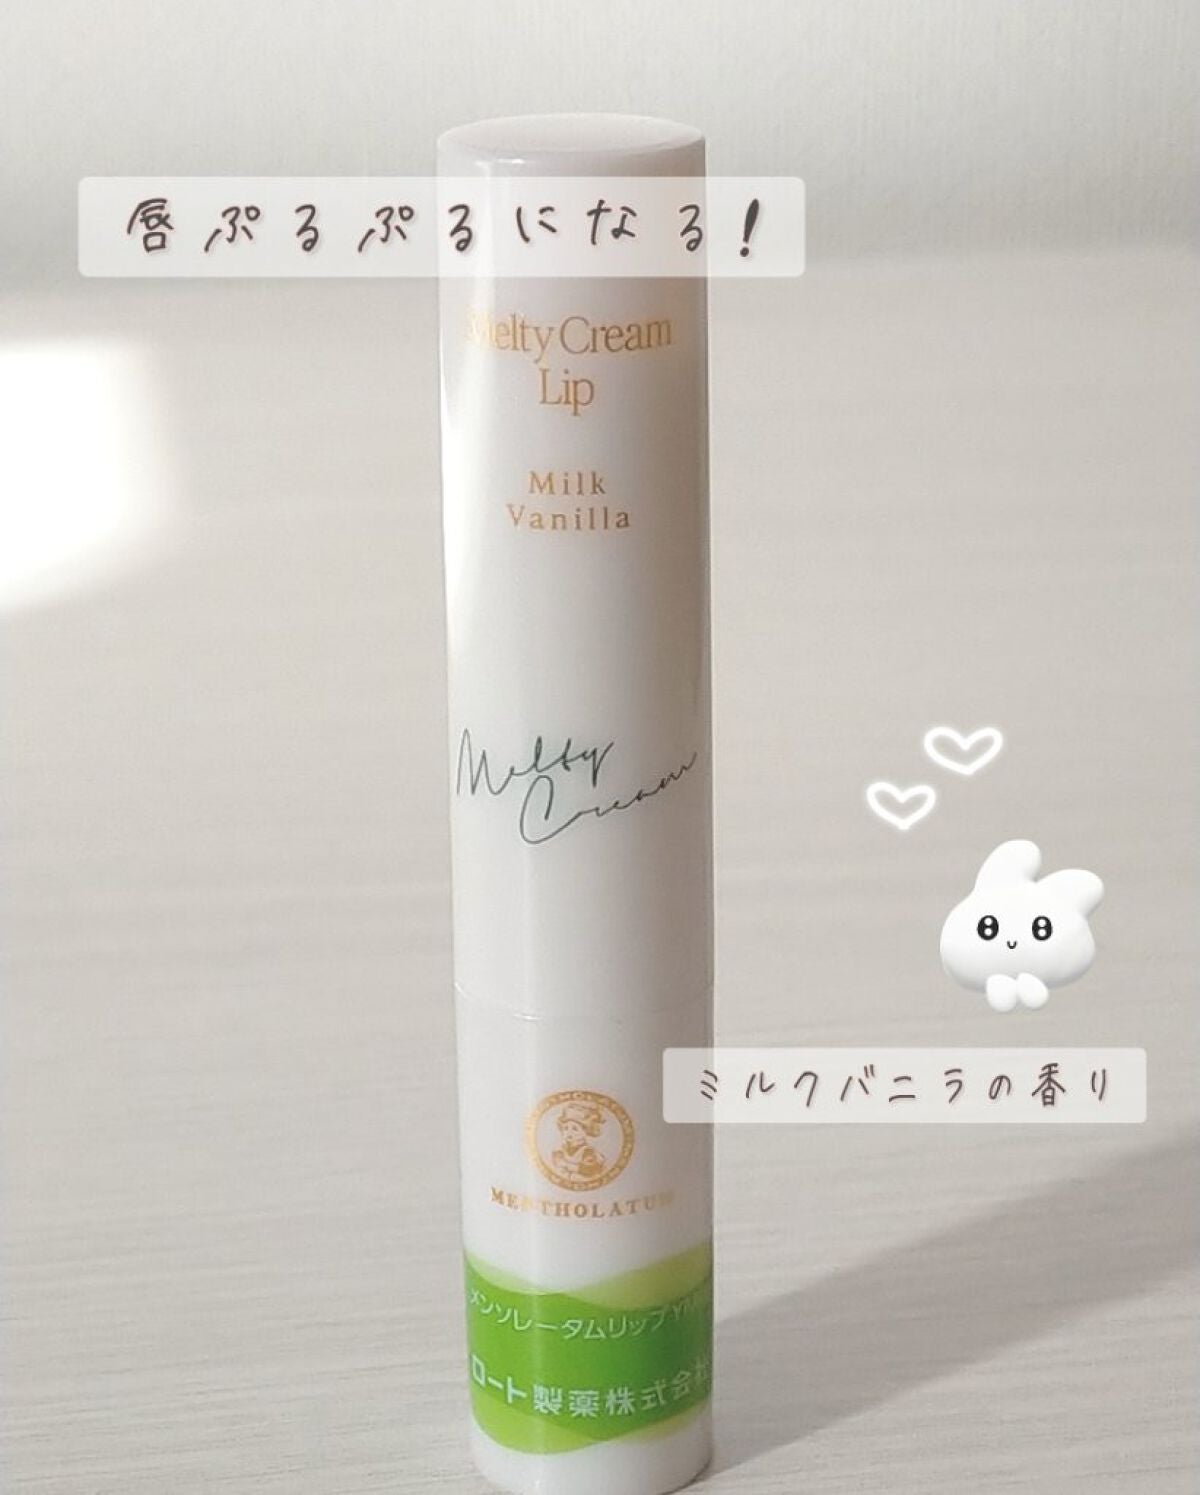 唇ぷるぷるになる!
Melty Cream
Lip
Milk
Vanilla
Melty
Cream
ミルクバニラの香り
MENTHOLATUM
メンソレータムリップ
ロート製薬株式会社